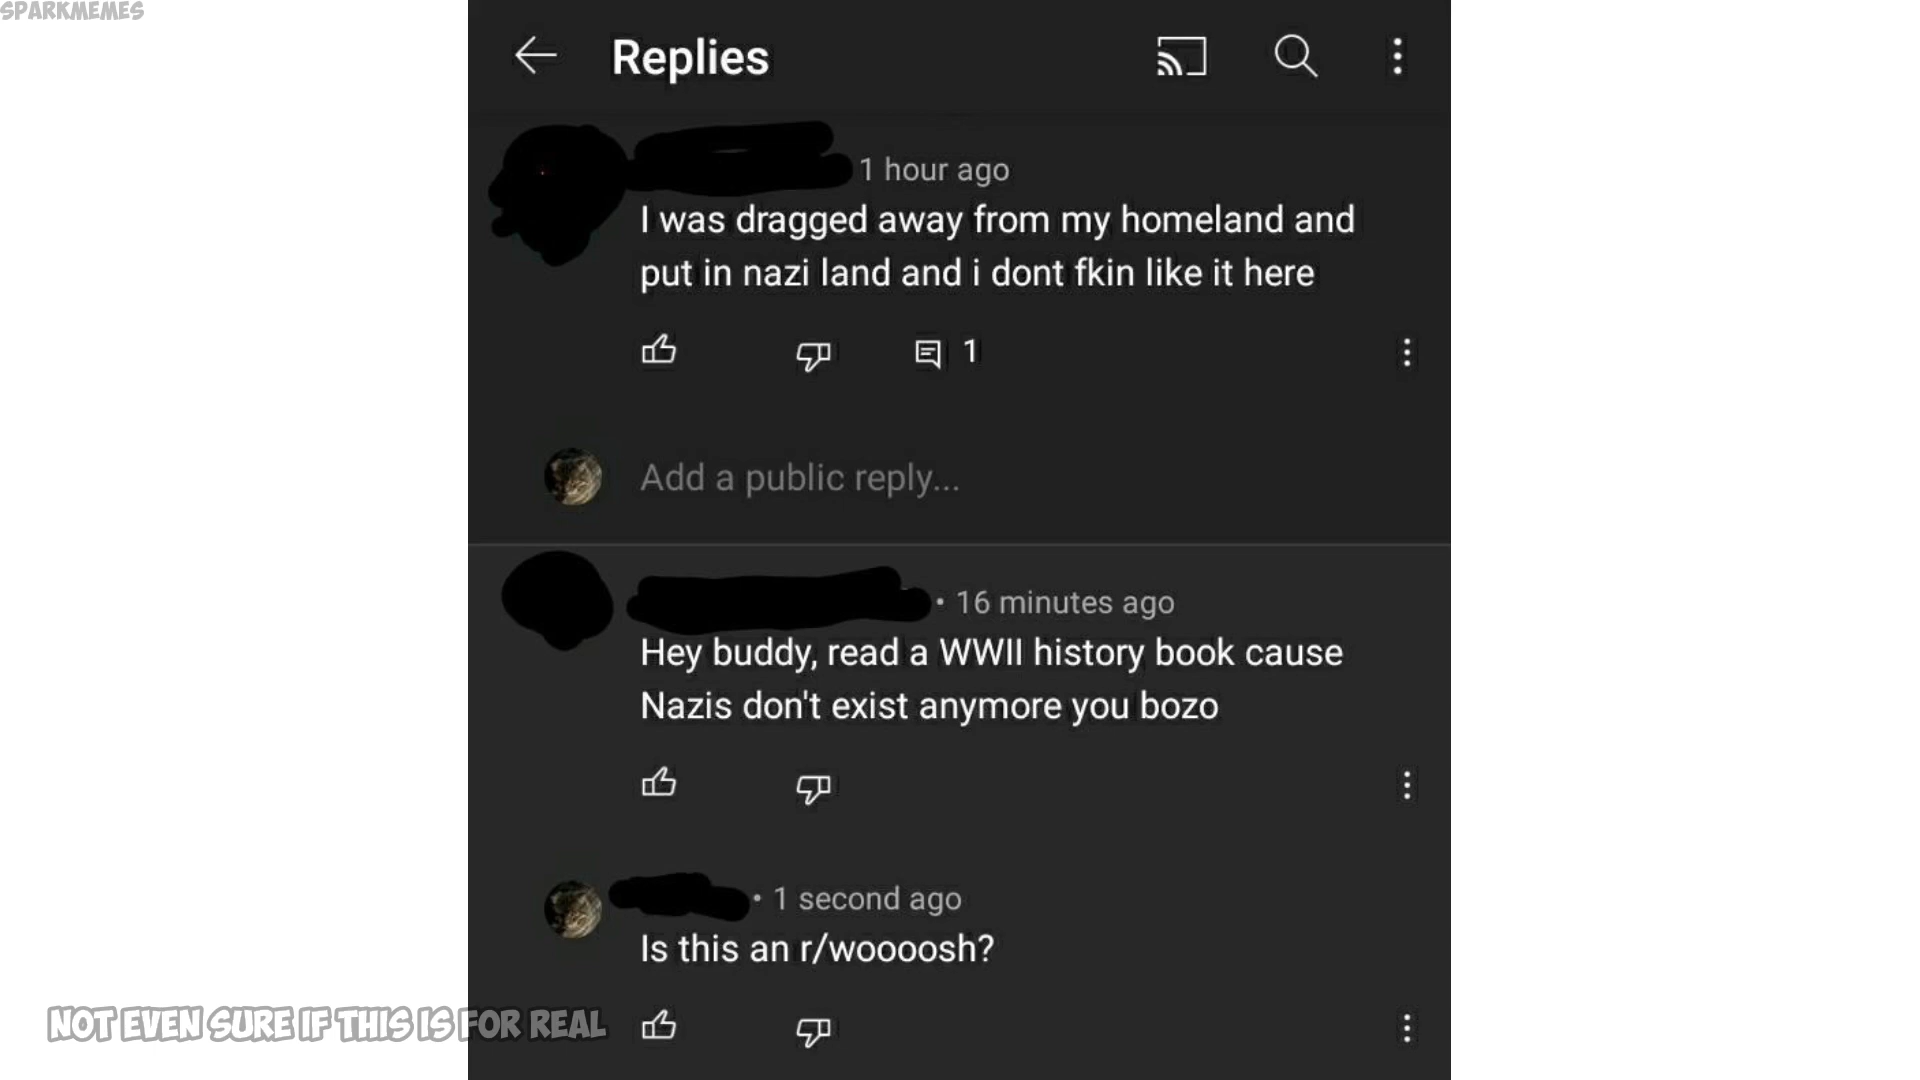 SPARKMEMES
Replies
1 hour ago
I was dragged away from my homeland and
put in nazi land and i dont fkin like it here
1
Add a public reply...
• 16 minutes ago
Hey buddy, read a WWII history book cause
Nazis don't exist anymore you bozo
• 1 second ago
Is this an r/woooosh?
NOT EVEN SURE IF THIS IS FOR REAL